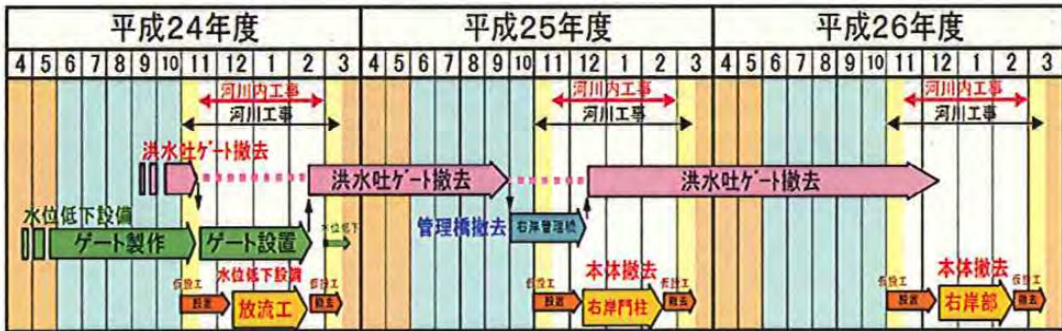 平成24年度 平成25年度 平成26年度
4 5 6 7 8 9 10 11 12 1 2 3 4 5 6 7 8 9 10 11 12 1 2 3 4 5 6 7 8 9 10 11 12 1 2 3
河川内工事 河川内工事 河川内工事
河川工事 河川工事 河川工事
洪水吐ゲート撤去
洪水吐ゲート撤去 洪水吐ゲート撤去
水位低下設備 管理橋撤去 右岸管理橋
ゲート製作 ゲート設置 水位低下
水位低下設備 本体撤去 本体撤去
仮設工 仮設工 仮設工 仮設工 仮設工 仮設工
設置 放流工 撤去 設置 右岸門柱 撤去 設置 右岸部 撤去